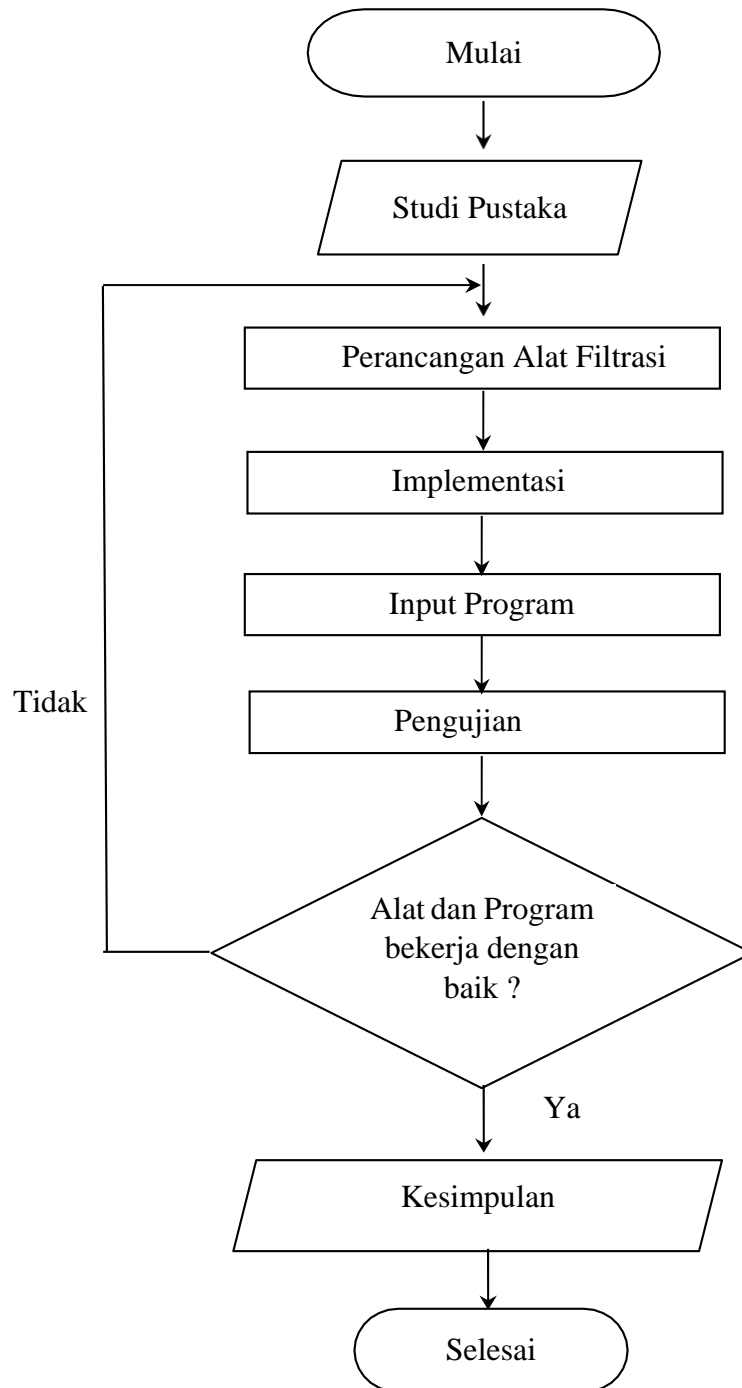 Mulai
Studi Pustaka
Perancangan Alat Filtrasi
Implementasi
Input Program
Tidak
Pengujian
Alat dan Program
bekerja dengan
baik ?
Ya
Kesimpulan
Selesai